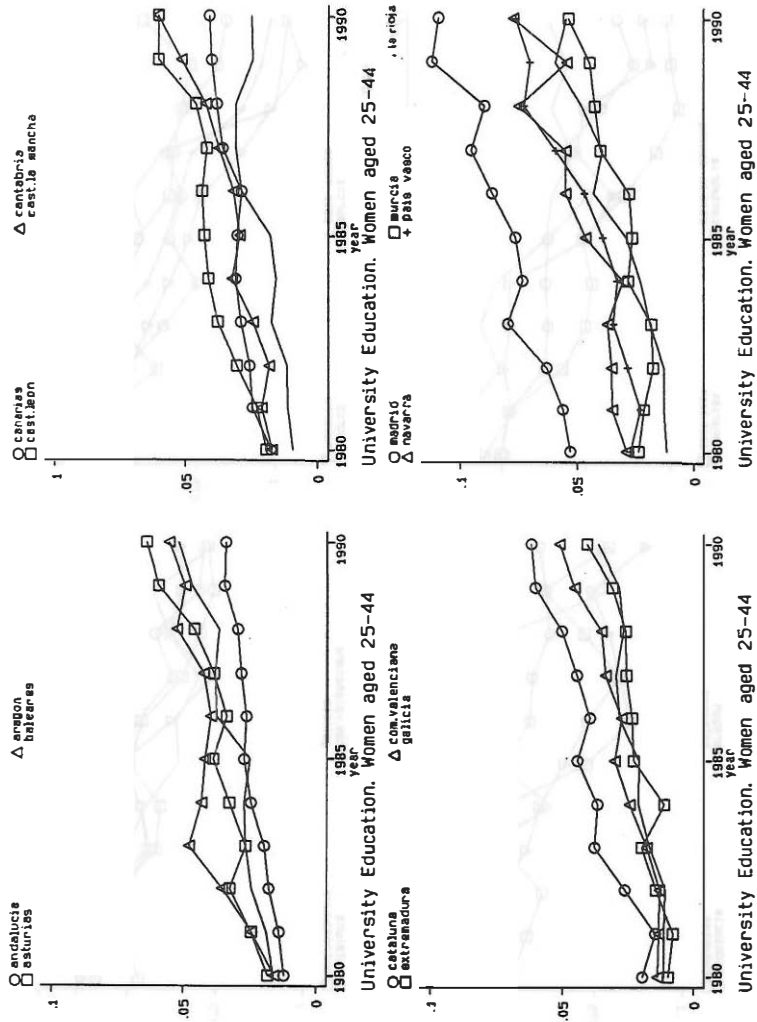 andalucia aragon
asturias baleares
.1
.05
0
1980 1985 1990
year
University Education. Women aged 25-44
canarias cantabria
cast.leon cast.la mancha
.1
.05
0
1980 1985 1990
year
University Education. Women aged 25-44
cataluna com.valenciana
extremadura galicia
.1
.05
0
1980 1985 1990
year
University Education. Women aged 25-44
madrid murcia la rioja
navarra + pais vasco
.1
.05
0
1980 1985 1990
year
University Education. Women aged 25-44